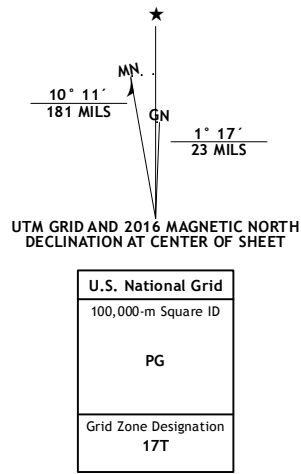 ★
MN
10° 11´
181 MILS
GN
1° 17´
23 MILS
UTM GRID AND 2016 MAGNETIC NORTH
DECLINATION AT CENTER OF SHEET
U.S. National Grid
100,000-m Square ID
PG
Grid Zone Designation
17T